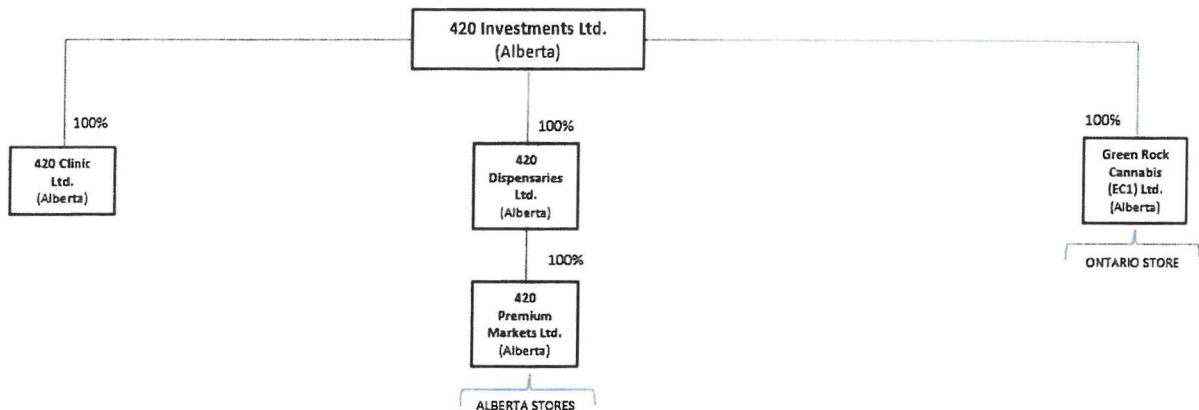 420 Investments Ltd.
(Alberta)
100%
100%
100%
420 Clinic
Ltd.
(Alberta)
420
Dispensaries
Ltd.
(Alberta)
Green Rock
Cannabis
(EC1) Ltd.
(Alberta)
ONTARIO STORE
100%
420
Premium
Markets Ltd.
(Alberta)
ALBERTA STORES